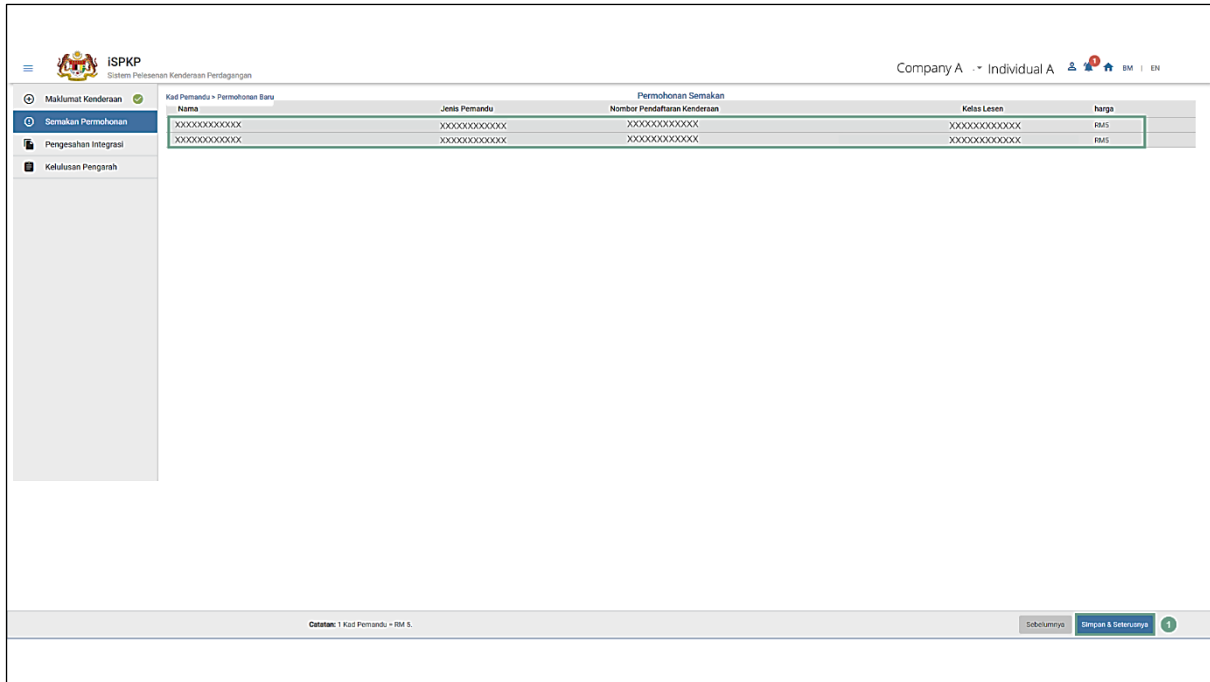 iSPKP
Sistem Pelesenan Kenderaan Perdagangan
Company A Individual A 1 BM | EN
Maklumat Kenderaan
Semakan Permohonan
Pengesahan Integrasi
Kelulusan Pengarah
Kad Pemandu > Permohonan Baru
Permohonan Semakan
Nama Jenis Pemandu Nombor Pendaftaran Kenderaan Kelas Lesen harga
XXXXXXXXXXXX XXXXXXXXXXXX XXXXXXXXXXXX XXXXXXXXXXXX RM5
XXXXXXXXXXXX XXXXXXXXXXXX XXXXXXXXXXXX XXXXXXXXXXXX RM5
Catatan: 1 Kad Pemandu = RM 5.
Sebelumnya Simpan & Seterusnya 1